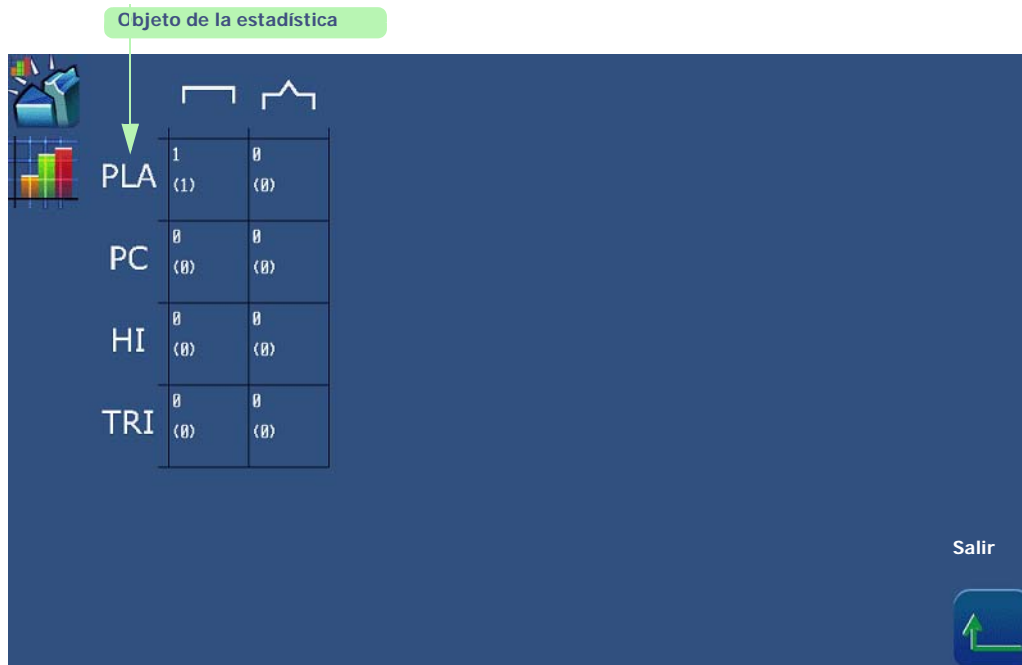 Objeto de la estadística
PLA
1 0
(1) (0)
PC
0 0
(0) (0)
HI
0 0
(0) (0)
TRI
0 0
(0) (0)
Salir